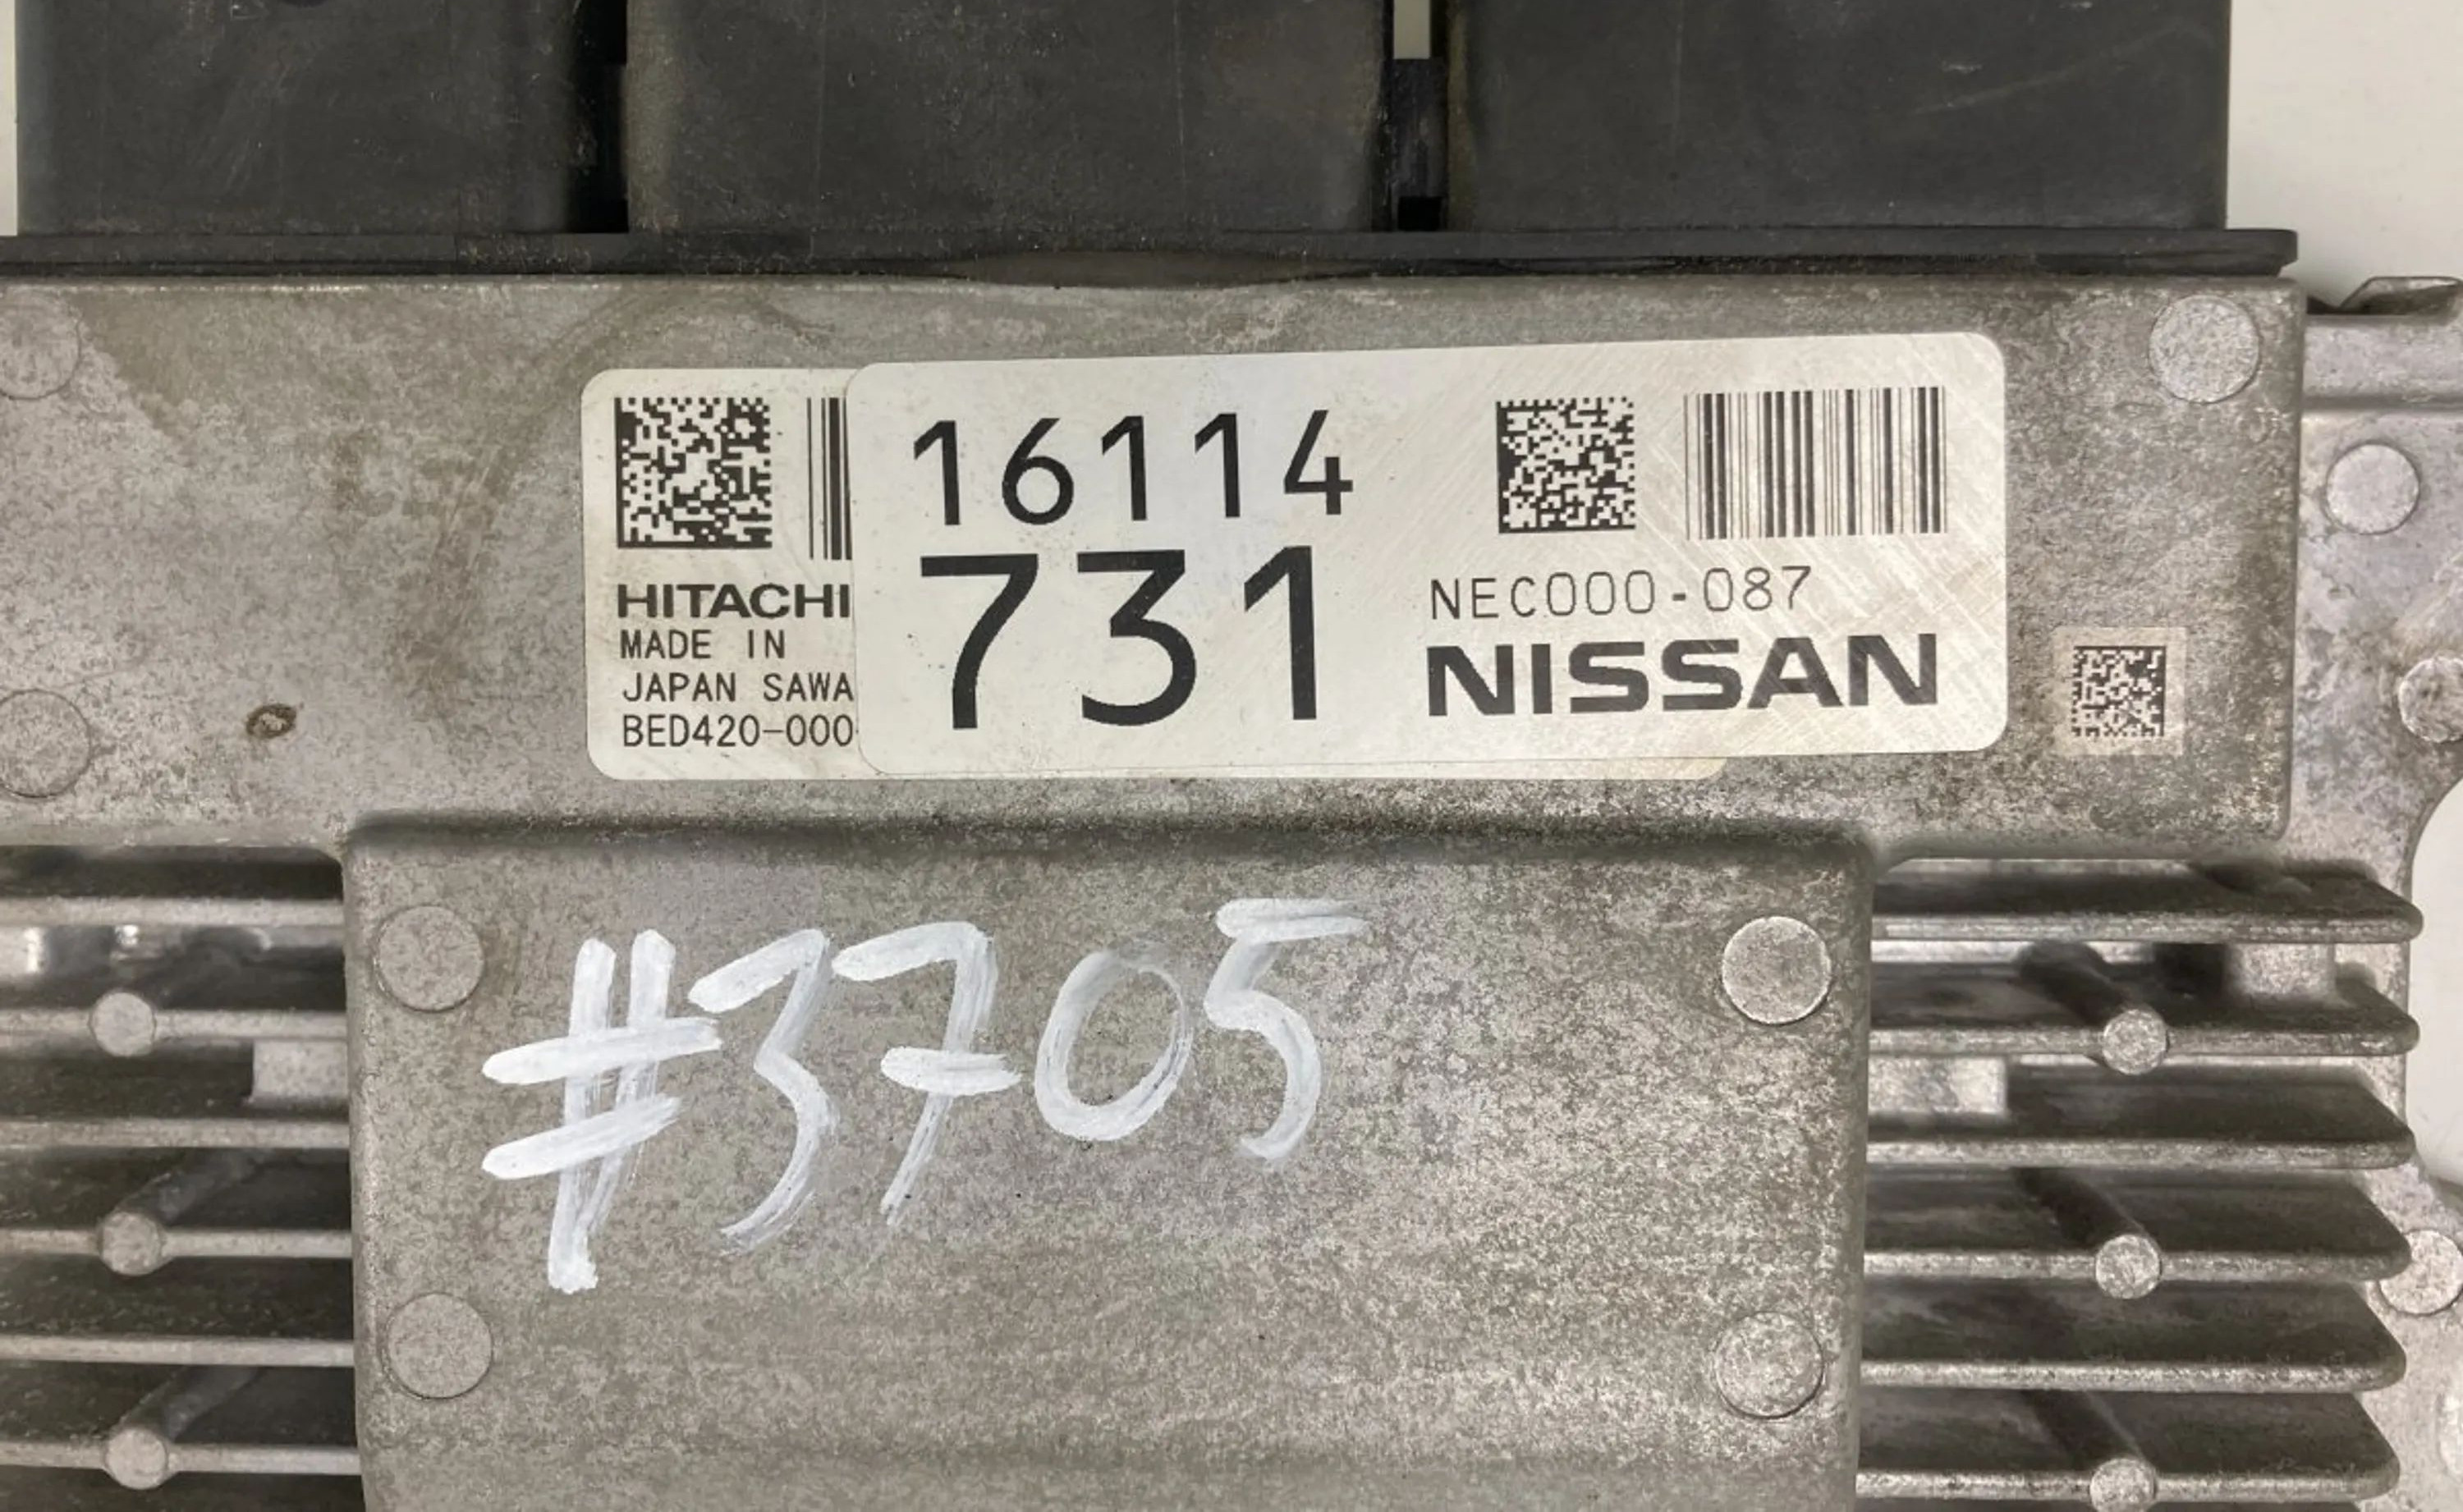 HITACHI
MADE IN
JAPAN SAWA
BED420-000
16114
731
NEC000-087
NISSAN
#3705